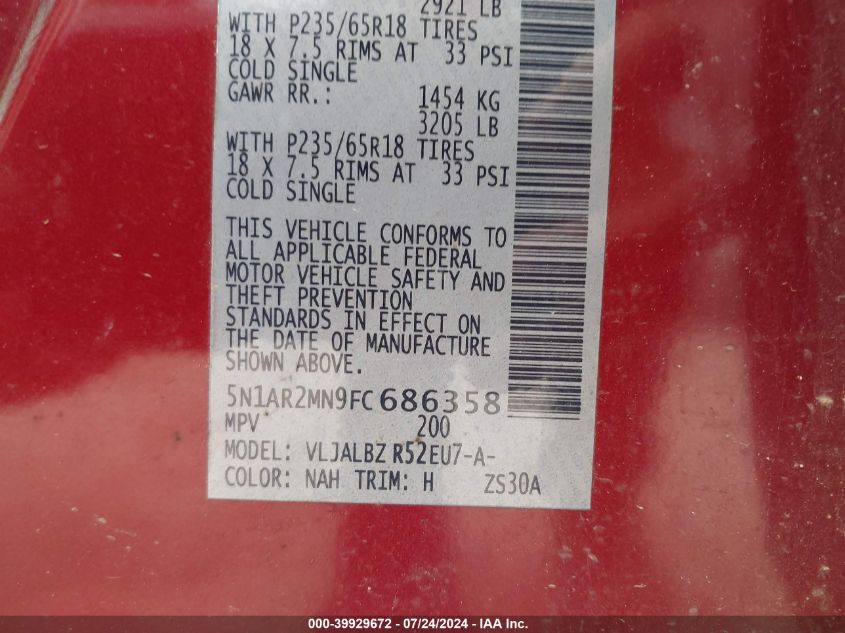 2921 LB
WITH P235/65R18 TIRES
18 X 7.5 RIMS AT 33 PSI
COLD SINGLE
GAWR RR.: 1454 KG
3205 LB
WITH P235/65R18 TIRES
18 X 7.5 RIMS AT 33 PSI
COLD SINGLE
THIS VEHICLE CONFORMS TO
ALL APPLICABLE FEDERAL
MOTOR VEHICLE SAFETY AND
THEFT PREVENTION
STANDARDS IN EFFECT ON
THE DATE OF MANUFACTURE
SHOWN ABOVE.
5N1AR2MN9FC686358
MPV 200
MODEL: VLJALBZ R52EU7-A-
COLOR: NAH TRIM: H ZS30A
000-39929672 - 07/24/2024 - IAA Inc.